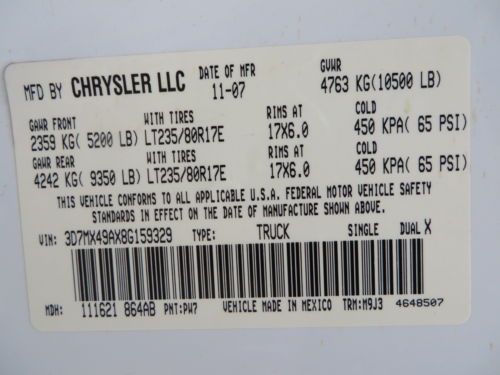 MFD BY CHRYSLER LLC DATE OF MFR 11-07 GVWR 4763 KG(10500 LB)
GAWR FRONT WITH TIRES RIMS AT COLD
2359 KG( 5200 LB) LT235/80R17E 17X6.0 450 KPA( 65 PSI)
GAWR REAR WITH TIRES RIMS AT COLD
4242 KG( 9350 LB) LT235/80R17E 17X6.0 450 KPA( 65 PSI)
THIS VEHICLE CONFORMS TO ALL APPLICABLE U.S.A. FEDERAL MOTOR VEHICLE SAFETY
STANDARDS IN EFFECT ON THE DATE OF MANUFACTURE SHOWN ABOVE.
VIN: 3D7MX49AX8G159329 TYPE: TRUCK SINGLE DUAL X
MDH: 111621 864AB PNT:PW7 VEHICLE MADE IN MEXICO TRM:M9J3 4648507